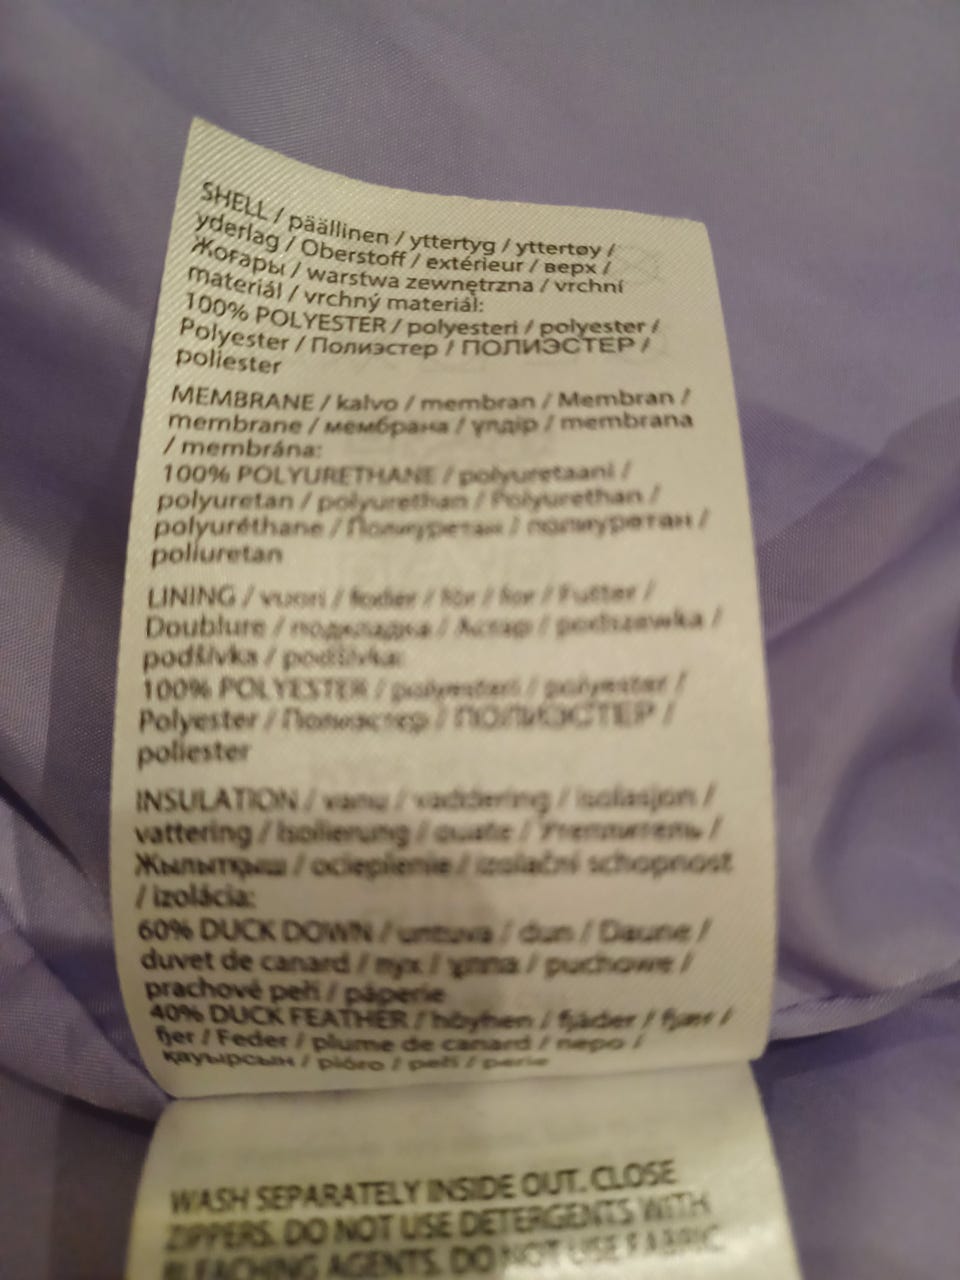 SHELL / päällinen / yttertyg / yttertøy /
yderlag / Oberstoff / extérieur / верх /
Жоғары / warstwa zewnętrzna / vrchní
materiál / vrchný materiál:
100% POLYESTER / polyesteri / polyester /
Polyester / Полиэстер / ПОЛИЭСТЕР /
poliester
MEMBRANE / kalvo / membran / Membran /
membrane / мембрана / үлдір / membrana
/ membrána:
100% POLYURETHANE / polyuretaani /
polyuretan / polyurethan / Polyurethan /
polyuréthane / Полиуретан / полиуретан /
poliuretan
LINING / vuori / foder / fôr / for / Futter /
Doublure / подкладка / Астар / podszewka /
podšívka / podšívka:
100% POLYESTER / polyesteri / polyester /
Polyester / Полиэстер / ПОЛИЭСТЕР /
poliester
INSULATION / vanu / vaddering / isolasjon /
vattering / Isolierung / ouate / Утеплитель /
Жылытқыш / ocieplenie / izolační schopnost
/ izolácia:
60% DUCK DOWN / untuva / dun / Daune /
duvet de canard / пух / ұлпа / puchowe /
prachové peří / páperie
40% DUCK FEATHER / höyhen / fjäder / fjær /
fjer / Feder / plume de canard / перо /
қауырсын / pióro / peří / perie
WASH SEPARATELY INSIDE OUT. CLOSE
ZIPPERS. DO NOT USE DETERGENTS WITH
BLEACHING AGENTS. DO NOT USE FABRIC